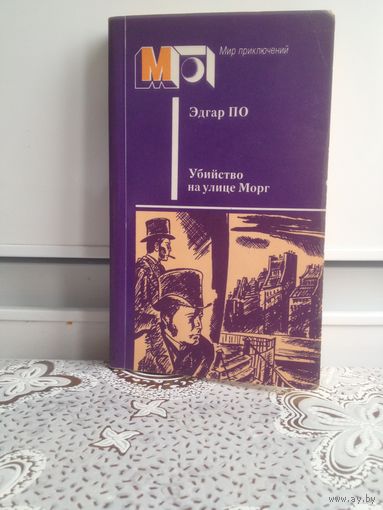 Мир приключений
МП
Эдгар ПО
Убийство
на улице Морг
www.ay.by